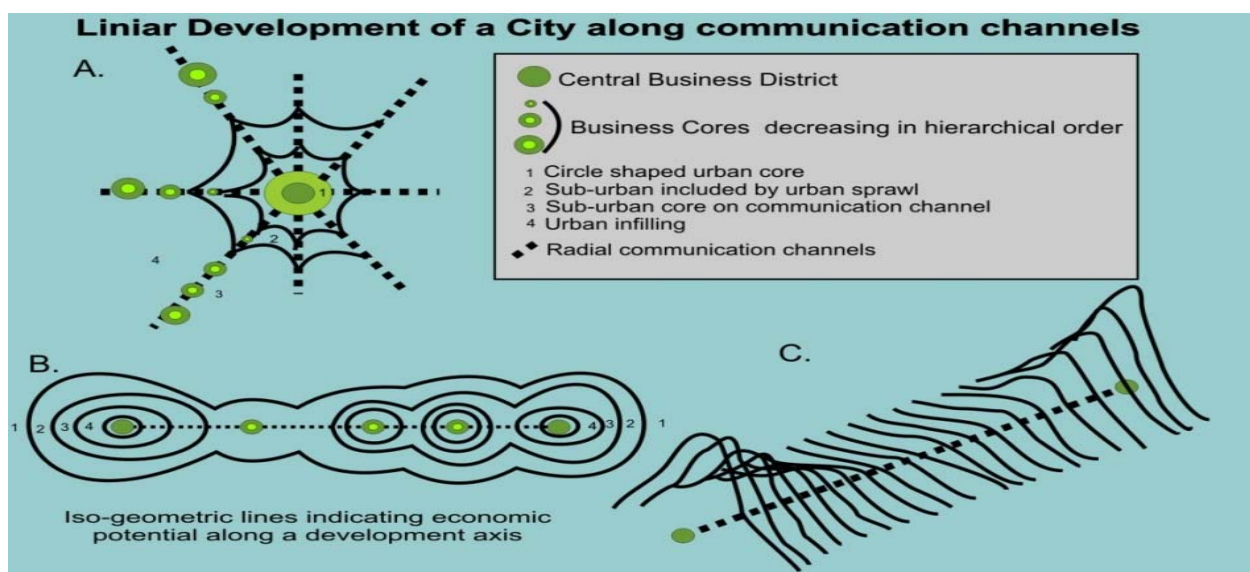 Liniar Development of a City along communication channels
A.
1
2
4
3
Central Business District
Business Cores decreasing in hierarchical order
1 Circle shaped urban core
2 Sub-urban included by urban sprawl
3 Sub-urban core on communication channel
4 Urban infilling
Radial communication channels
B.
1 2 3 4 4 3 2 1
Iso-geometric lines indicating economic
potential along a development axis
C.